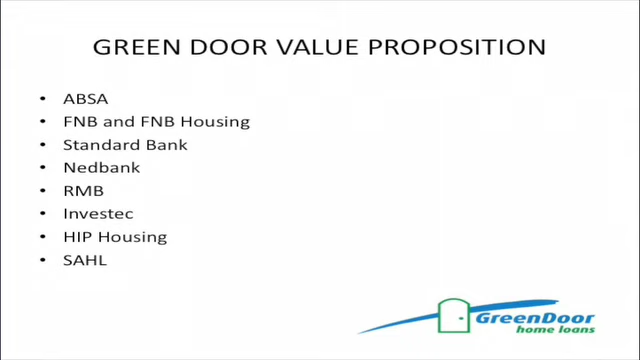 GREEN DOOR VALUE PROPOSITION
• ABSA
• FNB and FNB Housing
• Standard Bank
• Nedbank
• RMB
• Investec
• HIP Housing
• SAHL
GreenDoor
home loans